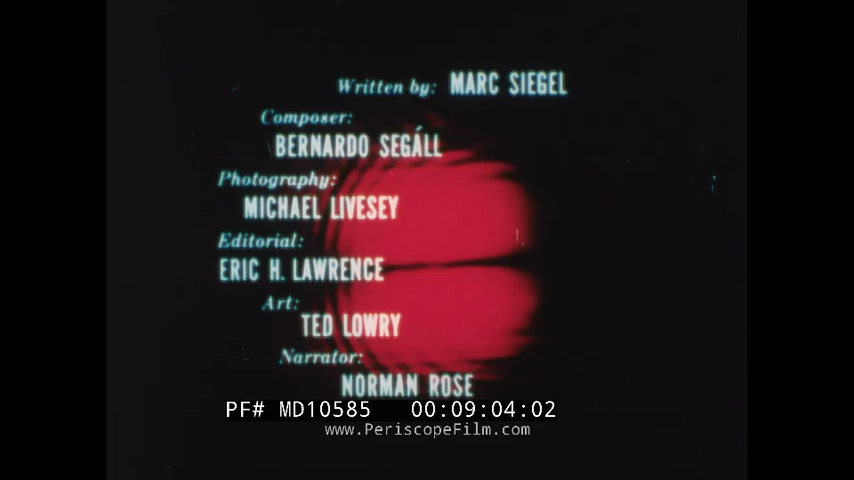 Written by: MARC SIEGEL
Composer:
BERNARDO SEGÁLL
Photography:
MICHAEL LIVESEY
Editorial:
ERIC H. LAWRENCE
Art:
TED LOWRY
Narrator:
NORMAN ROSE
PF# MD10585 00:09:04:02
www.PeriscopeFilm.com